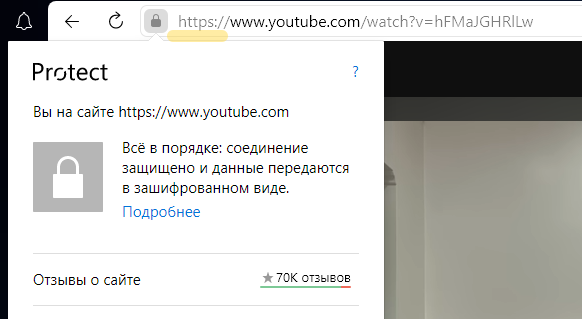 https://www.youtube.com/watch?v=hFMaJGHRlLw
Protect
?
Вы на сайте https://www.youtube.com
Всё в порядке: соединение
защищено и данные передаются
в зашифрованном виде.
Подробнее
Отзывы о сайте
70K отзывов